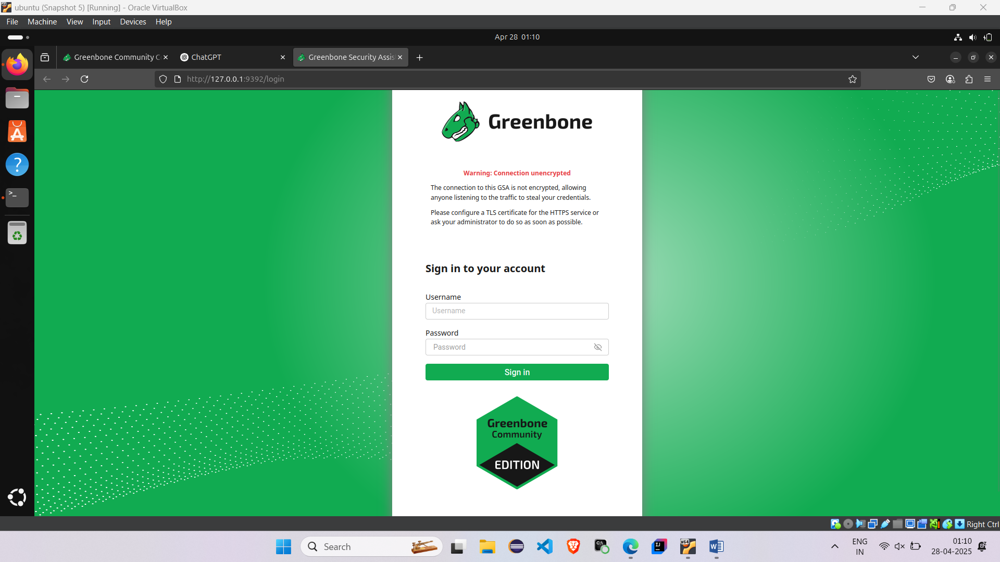 ubuntu (Snapshot 5) [Running] - Oracle VirtualBox
File Machine View Input Devices Help
Apr 28 01:10
Greenbone Community C
ChatGPT
Greenbone Security Assis
http://127.0.0.1:9392/login
Greenbone
Warning: Connection unencrypted
The connection to this GSA is not encrypted, allowing
anyone listening to the traffic to steal your credentials.
Please configure a TLS certificate for the HTTPS service or
ask your administrator to do so as soon as possible.
Sign in to your account
Username
Username
Password
Password
Sign in
Greenbone
Community
EDITION
Right Ctrl
Search
ENG
IN
01:10
28-04-2025